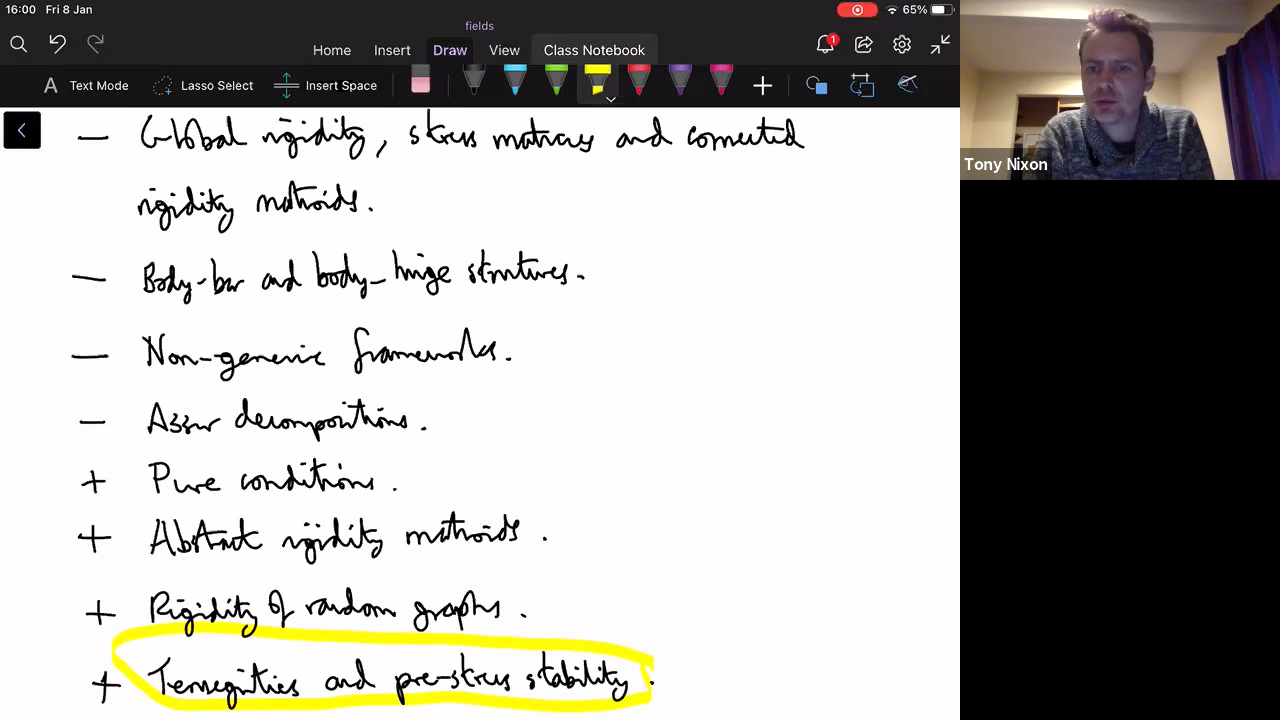 16:00 Fri 8 Jan
65%
fields
Home Insert Draw View Class Notebook
1
A Text Mode Lasso Select Insert Space
Tony Nixon
— Global rigidity, stress matrices and connected
rigidity matroids.
— Body-bar and body-hinge structures.
— Non-generic frameworks.
— Assur decompositions.
+ Pure conditions.
+ Abstract rigidity matroids.
+ Rigidity of random graphs.
+ Tensegrities and pre-stress stability.